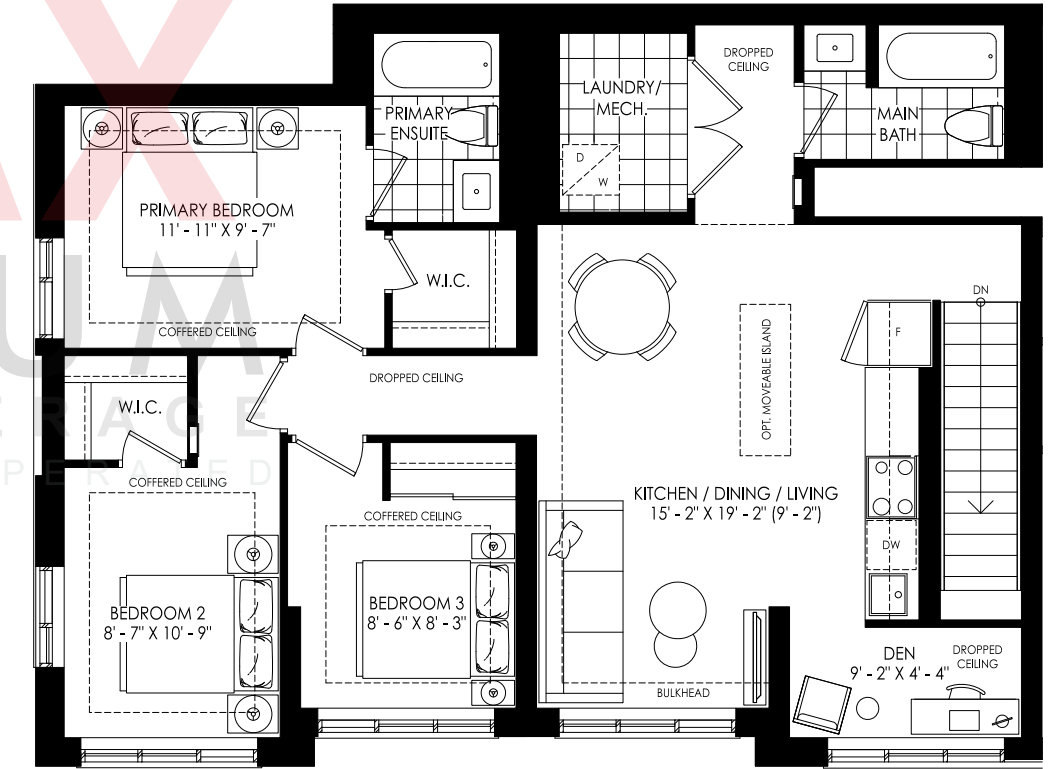 DROPPED
CEILING
LAUNDRY/
MECH.
PRIMARY
ENSUITE
MAIN
BATH
D
W
PRIMARY BEDROOM
11' - 11" X 9' - 7"
W.I.C.
COFFERED CEILING
DN
F
OPT. MOVEABLE ISLAND
DROPPED CEILING
W.I.C.
COFFERED CEILING
COFFERED CEILING
KITCHEN / DINING / LIVING
15' - 2" X 19' - 2" (9' - 2")
DW
BEDROOM 2
8' - 7" X 10' - 9"
BEDROOM 3
8' - 6" X 8' - 3"
DEN
9' - 2" X 4' - 4"
DROPPED
CEILING
BULKHEAD